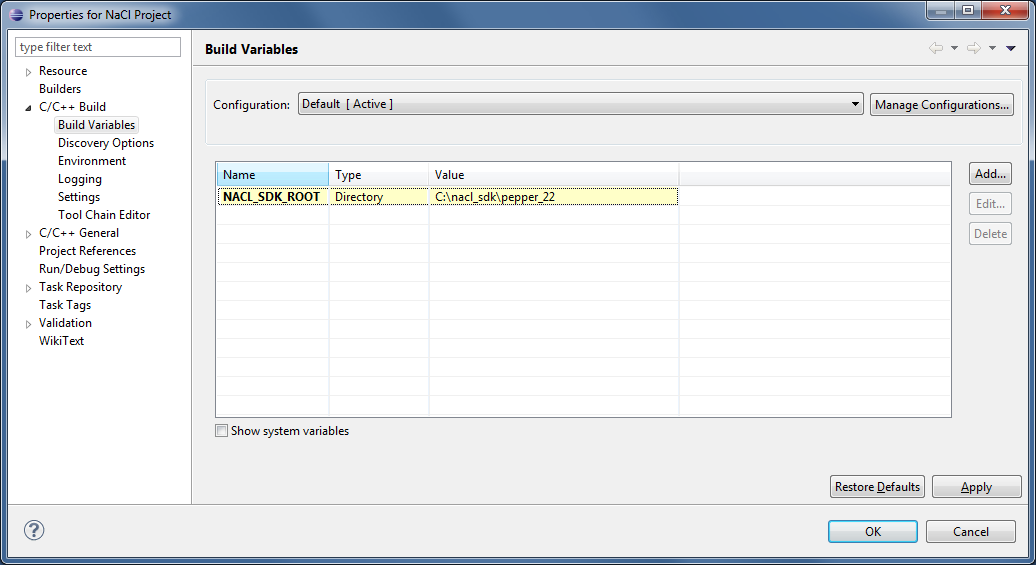 Properties for NaCl Project
type filter text
Resource
Builders
C/C++ Build
Build Variables
Discovery Options
Environment
Logging
Settings
Tool Chain Editor
C/C++ General
Project References
Run/Debug Settings
Task Repository
Task Tags
Validation
WikiText
Build Variables
Configuration: Default [ Active ] Manage Configurations...
Name Type Value
NACL_SDK_ROOT Directory C:\nacl_sdk\pepper_22
Add...
Edit...
Delete
Show system variables
Restore Defaults Apply
? OK Cancel